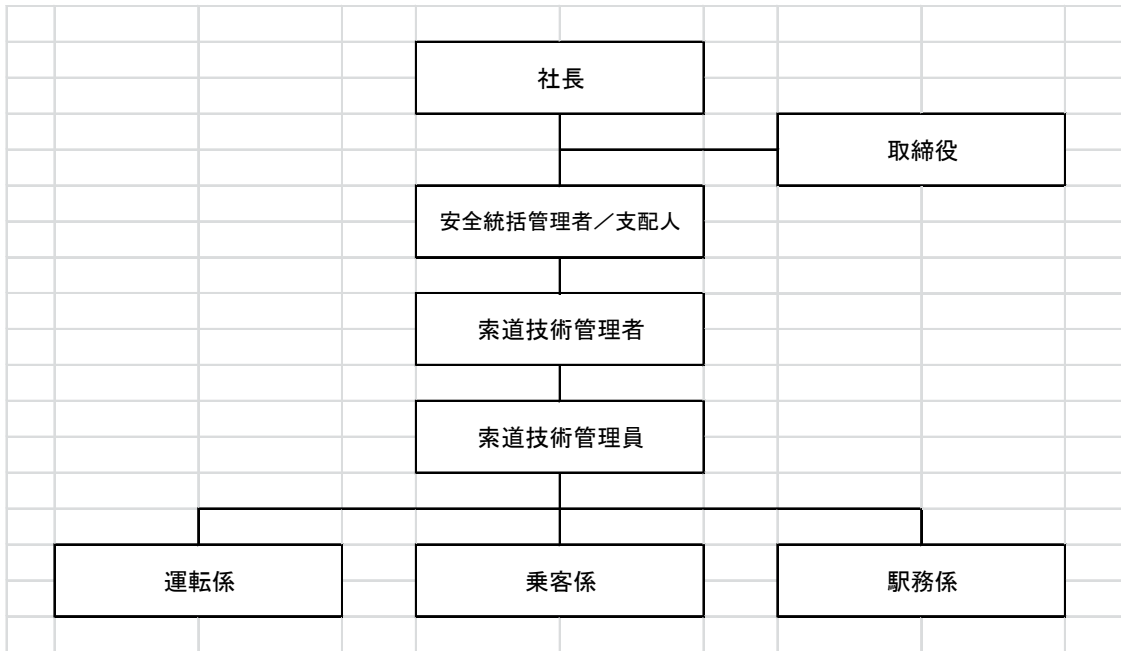 社長
取締役
安全統括管理者／支配人
索道技術管理者
索道技術管理員
運転係
乗客係
駅務係